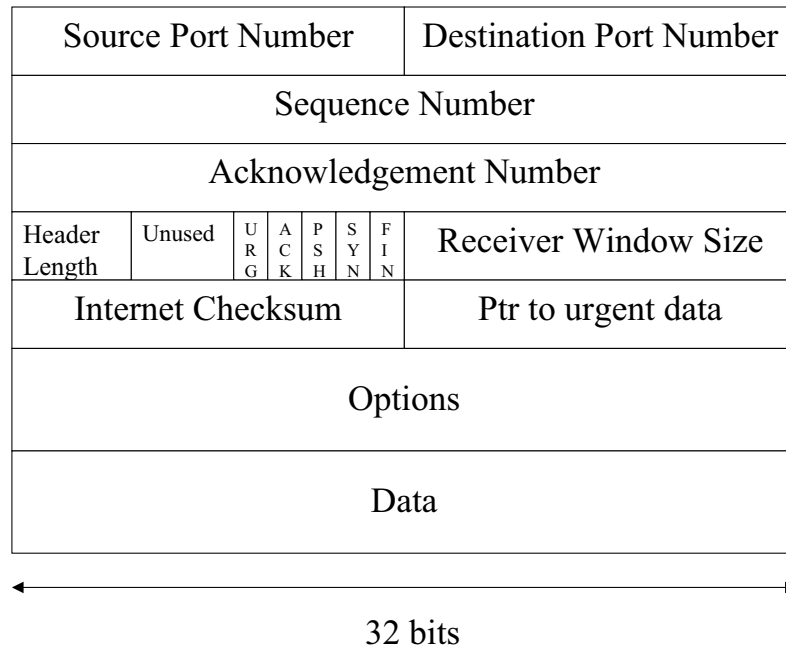 Source Port Number
Destination Port Number
Sequence Number
Acknowledgement Number
Header
Length
Unused
URG
ACK
PSH
SYN
FIN
Receiver Window Size
Internet Checksum
Ptr to urgent data
Options
Data
32 bits